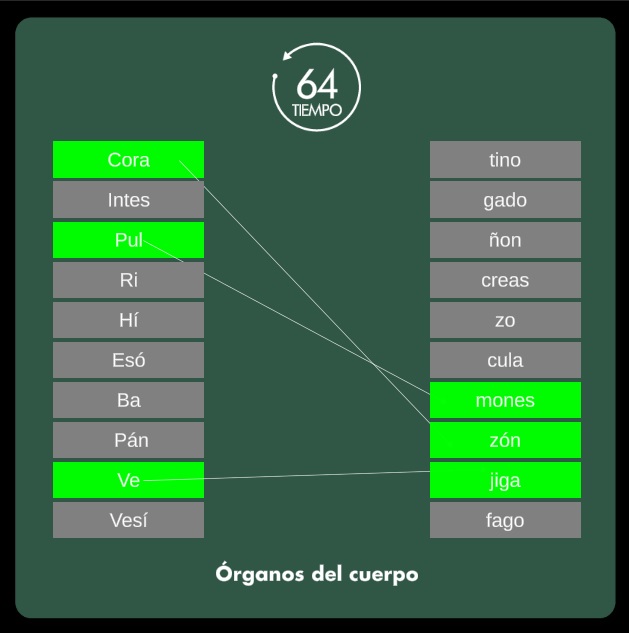 64
TIEMPO
Cora
tino
Intes
gado
Pul
ñon
Ri
creas
Hí
zo
Esó
cula
Ba
mones
Pán
zón
Ve
jiga
Vesí
fago
Órganos del cuerpo